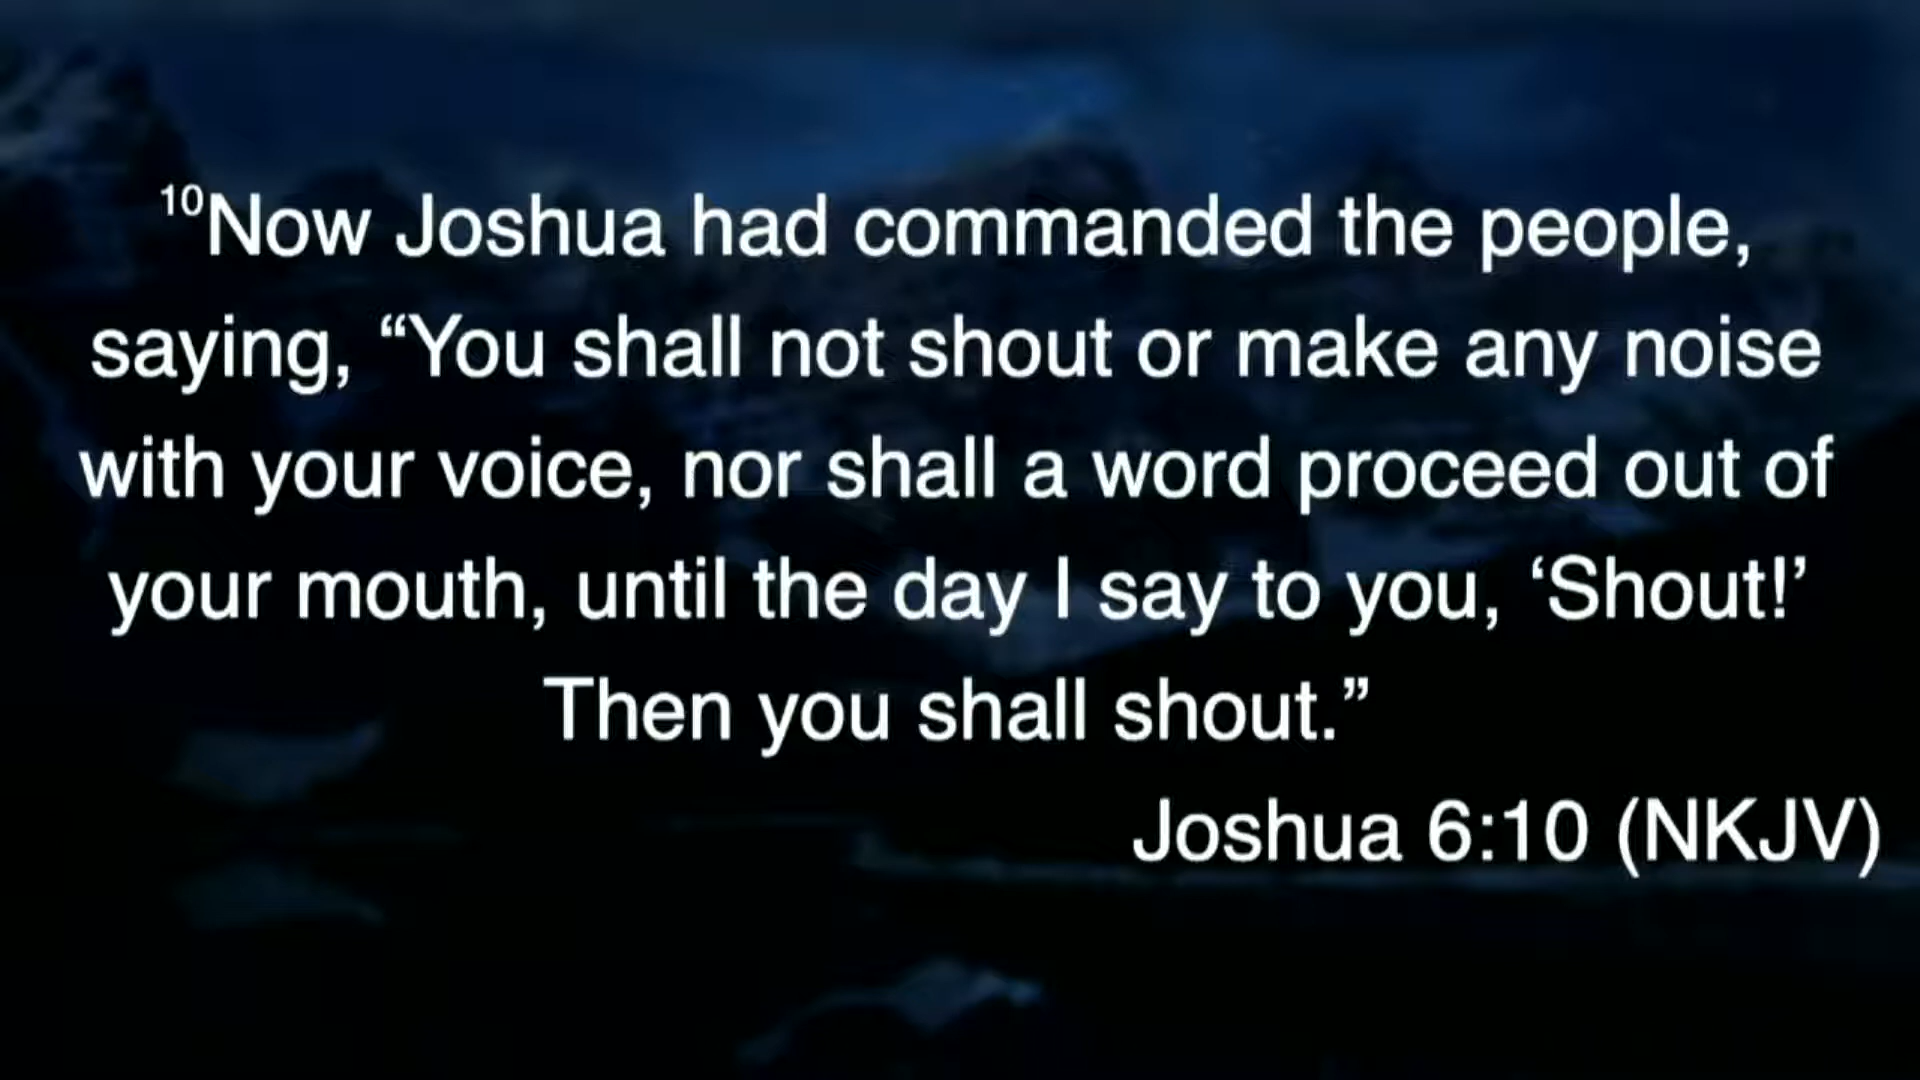 ¹⁰Now Joshua had commanded the people,
saying, “You shall not shout or make any noise
with your voice, nor shall a word proceed out of
your mouth, until the day I say to you, ‘Shout!’
Then you shall shout.”
Joshua 6:10 (NKJV)